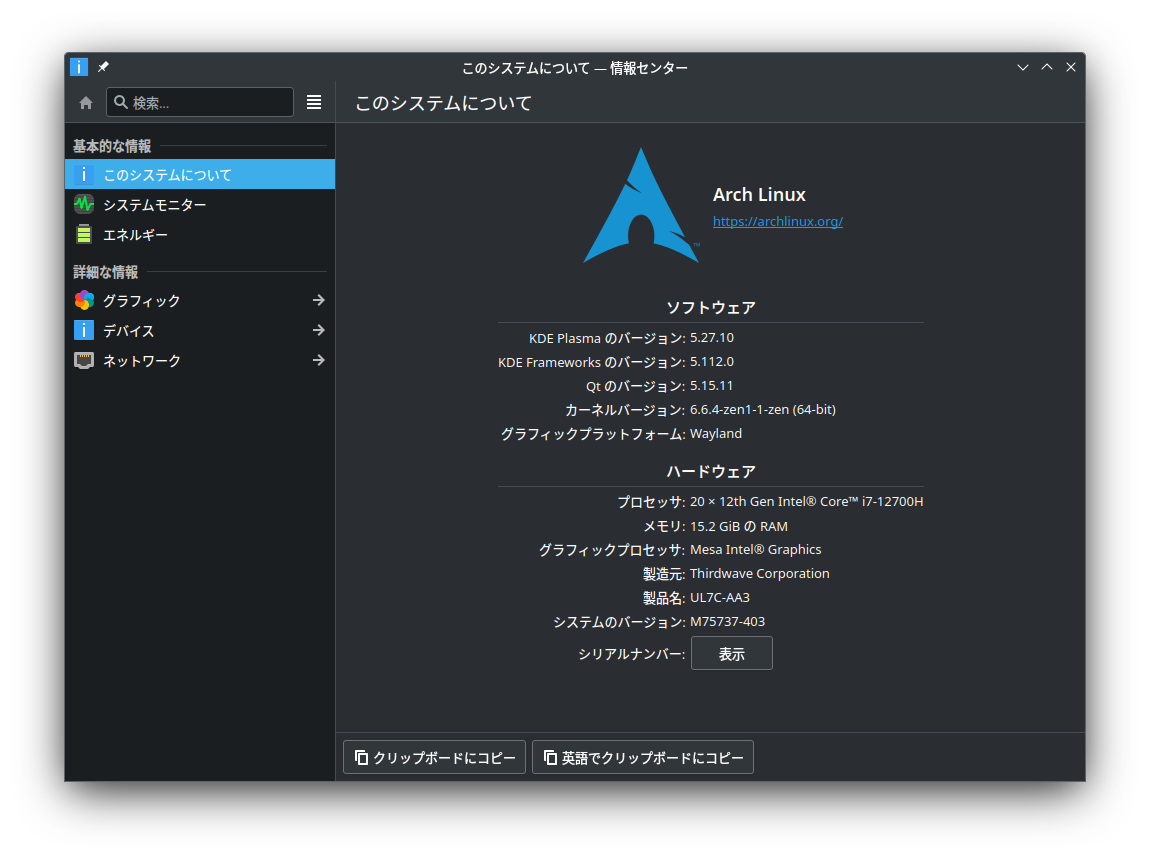 このシステムについて — 情報センター
検索...
このシステムについて
基本的な情報
このシステムについて
システムモニター
エネルギー
詳細な情報
グラフィック
デバイス
ネットワーク
Arch Linux
https://archlinux.org/
TM
ソフトウェア
KDE Plasma のバージョン: 5.27.10
KDE Frameworks のバージョン: 5.112.0
Qt のバージョン: 5.15.11
カーネルバージョン: 6.6.4-zen1-1-zen (64-bit)
グラフィックプラットフォーム: Wayland
ハードウェア
プロセッサ: 20 × 12th Gen Intel® Core™ i7-12700H
メモリ: 15.2 GiB の RAM
グラフィックプロセッサ: Mesa Intel® Graphics
製造元: Thirdwave Corporation
製品名: UL7C-AA3
システムのバージョン: M75737-403
シリアルナンバー: 表示
クリップボードにコピー
英語でクリップボードにコピー